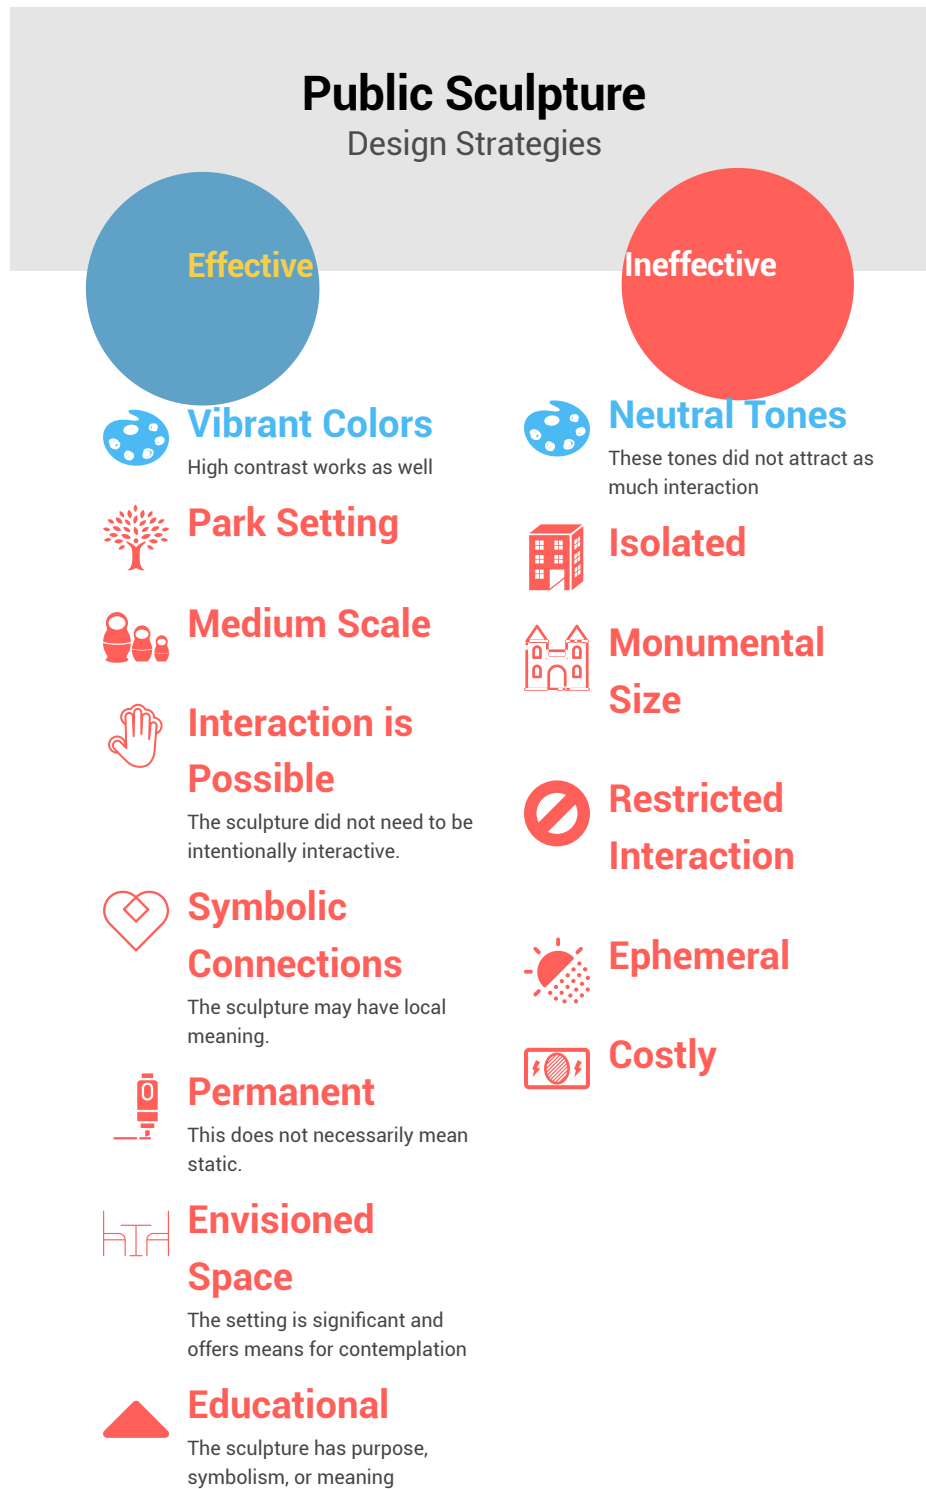 Public Sculpture
Design Strategies
Effective
Vibrant Colors
High contrast works as well
Park Setting
Medium Scale
Interaction is
Possible
The sculpture did not need to be
intentionally interactive.
Symbolic
Connections
The sculpture may have local
meaning.
Permanent
This does not necessarily mean
static.
Envisioned
Space
The setting is significant and
offers means for contemplation
Educational
The sculpture has purpose,
symbolism, or meaning
Ineffective
Neutral Tones
These tones did not attract as
much interaction
Isolated
Monumental
Size
Restricted
Interaction
Ephemeral
Costly